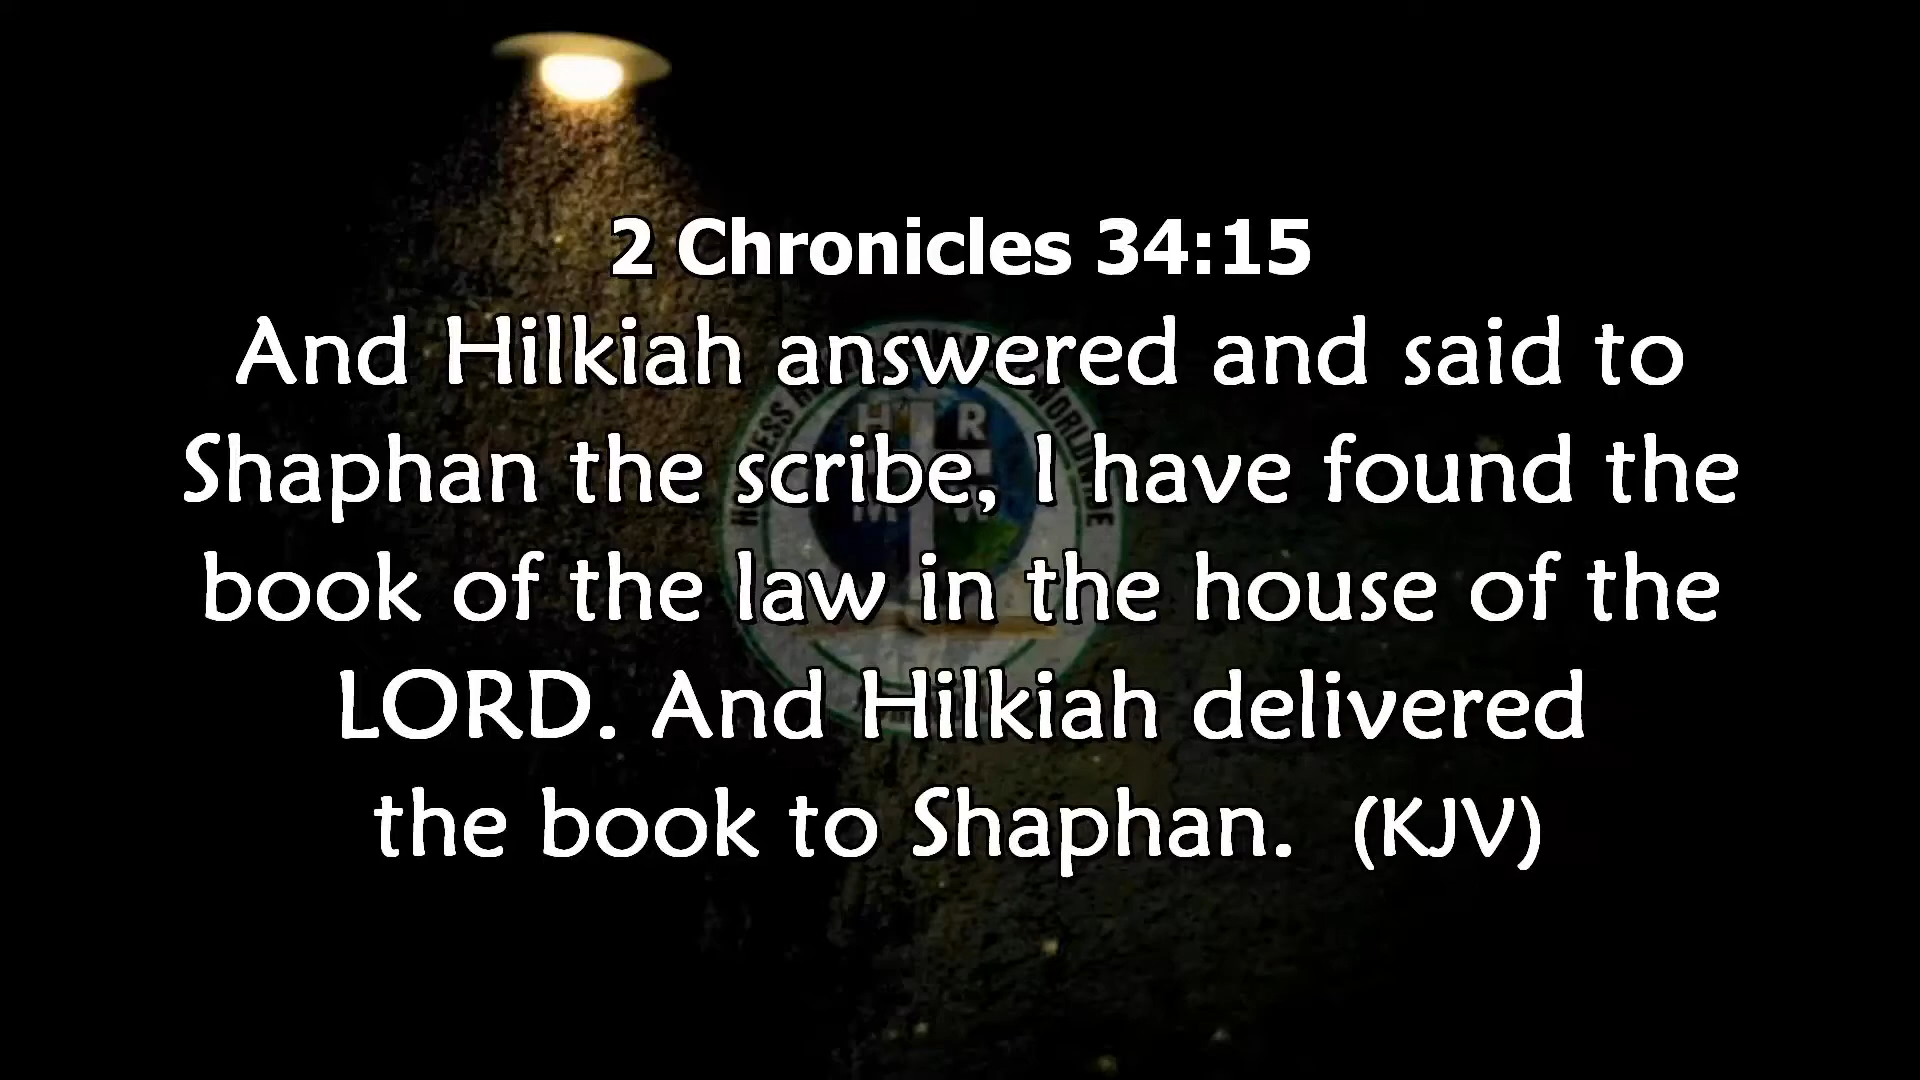 2 Chronicles 34:15
And Hilkiah answered and said to
Shaphan the scribe, I have found the
book of the law in the house of the
LORD. And Hilkiah delivered
the book to Shaphan. (KJV)
H R
M W
WORLDWIDE